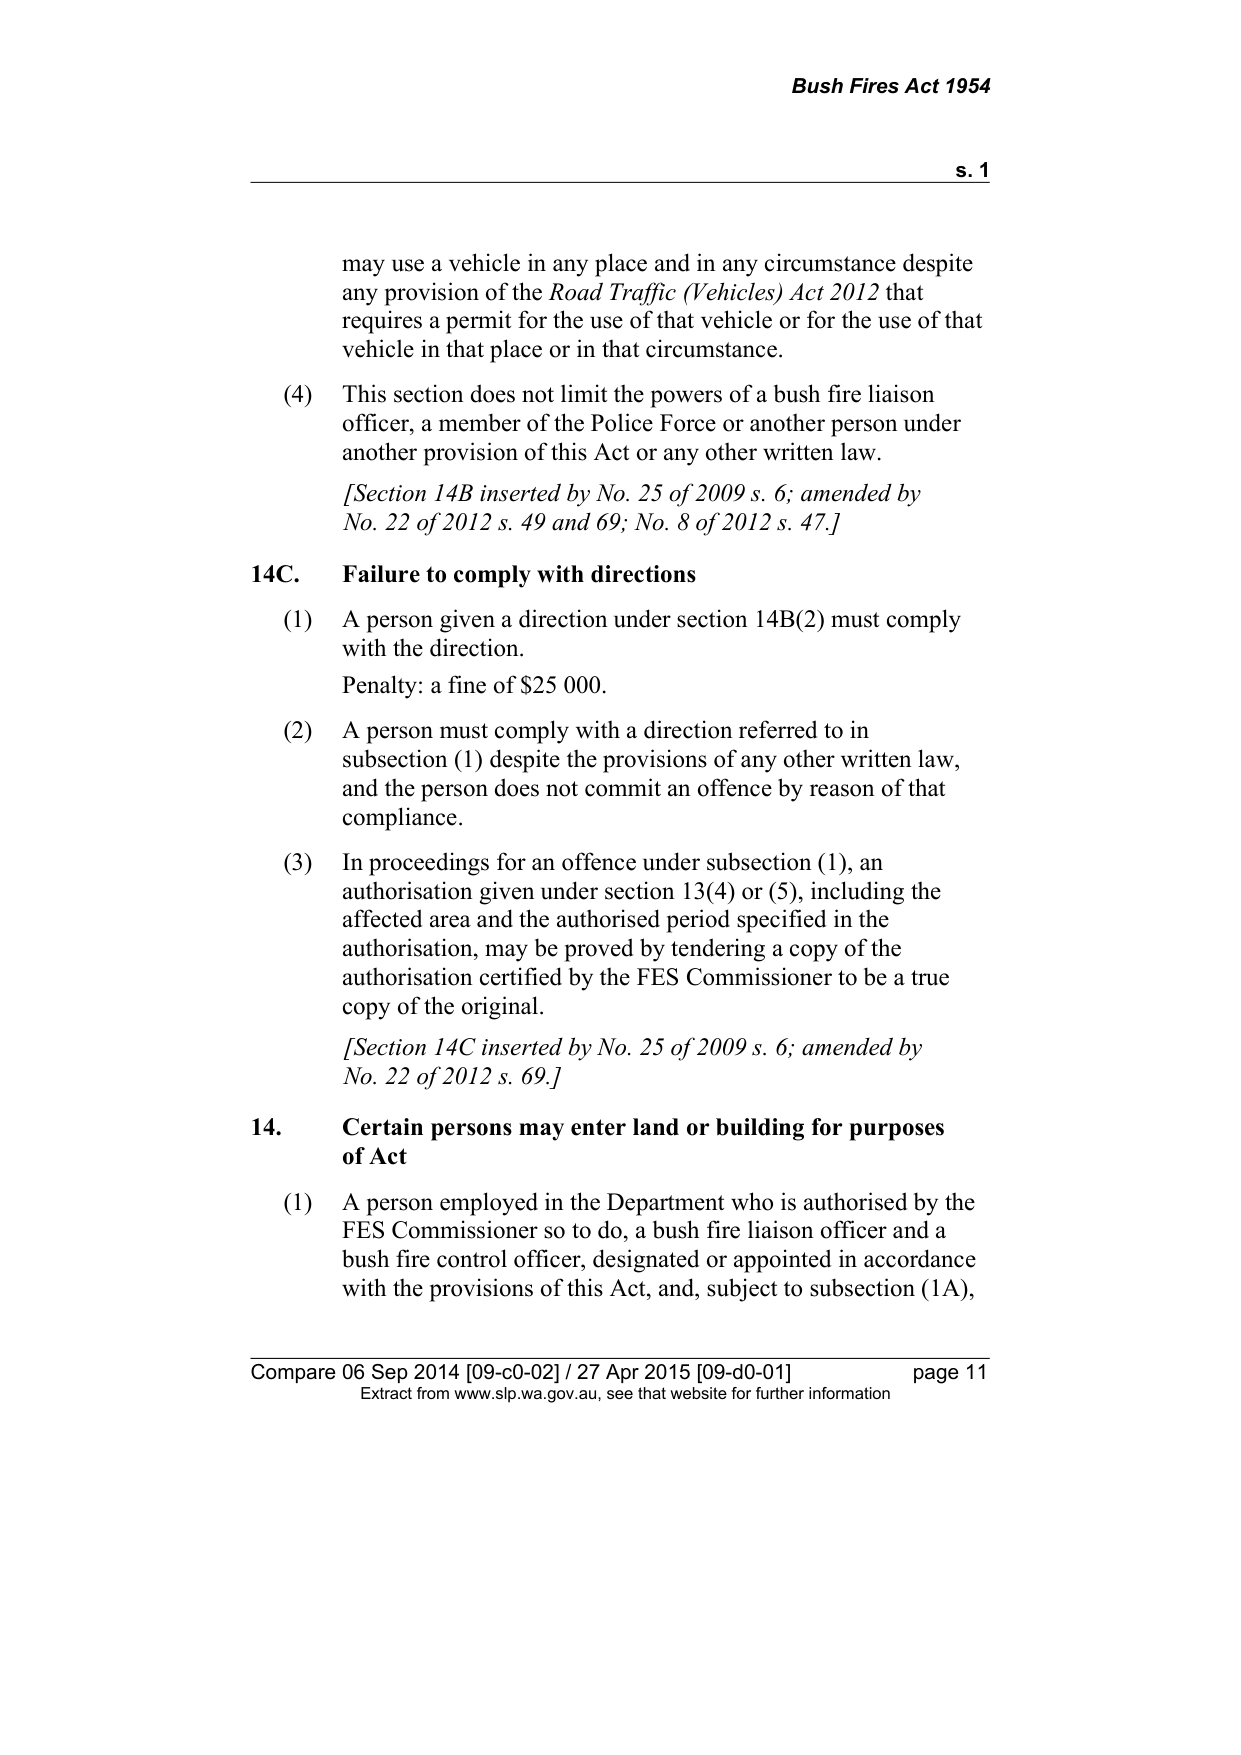 Bush Fires Act 1954
s. 1
may use a vehicle in any place and in any circumstance despite
any provision of the Road Traffic (Vehicles) Act 2012 that
requires a permit for the use of that vehicle or for the use of that
vehicle in that place or in that circumstance.
(4) This section does not limit the powers of a bush fire liaison
officer, a member of the Police Force or another person under
another provision of this Act or any other written law.
[Section 14B inserted by No. 25 of 2009 s. 6; amended by
No. 22 of 2012 s. 49 and 69; No. 8 of 2012 s. 47.]
14C. Failure to comply with directions
(1) A person given a direction under section 14B(2) must comply
with the direction.
Penalty: a fine of $25 000.
(2) A person must comply with a direction referred to in
subsection (1) despite the provisions of any other written law,
and the person does not commit an offence by reason of that
compliance.
(3) In proceedings for an offence under subsection (1), an
authorisation given under section 13(4) or (5), including the
affected area and the authorised period specified in the
authorisation, may be proved by tendering a copy of the
authorisation certified by the FES Commissioner to be a true
copy of the original.
[Section 14C inserted by No. 25 of 2009 s. 6; amended by
No. 22 of 2012 s. 69.]
14. Certain persons may enter land or building for purposes
of Act
(1) A person employed in the Department who is authorised by the
FES Commissioner so to do, a bush fire liaison officer and a
bush fire control officer, designated or appointed in accordance
with the provisions of this Act, and, subject to subsection (1A),
Compare 06 Sep 2014 [09-c0-02] / 27 Apr 2015 [09-d0-01] page 11
Extract from www.slp.wa.gov.au, see that website for further information